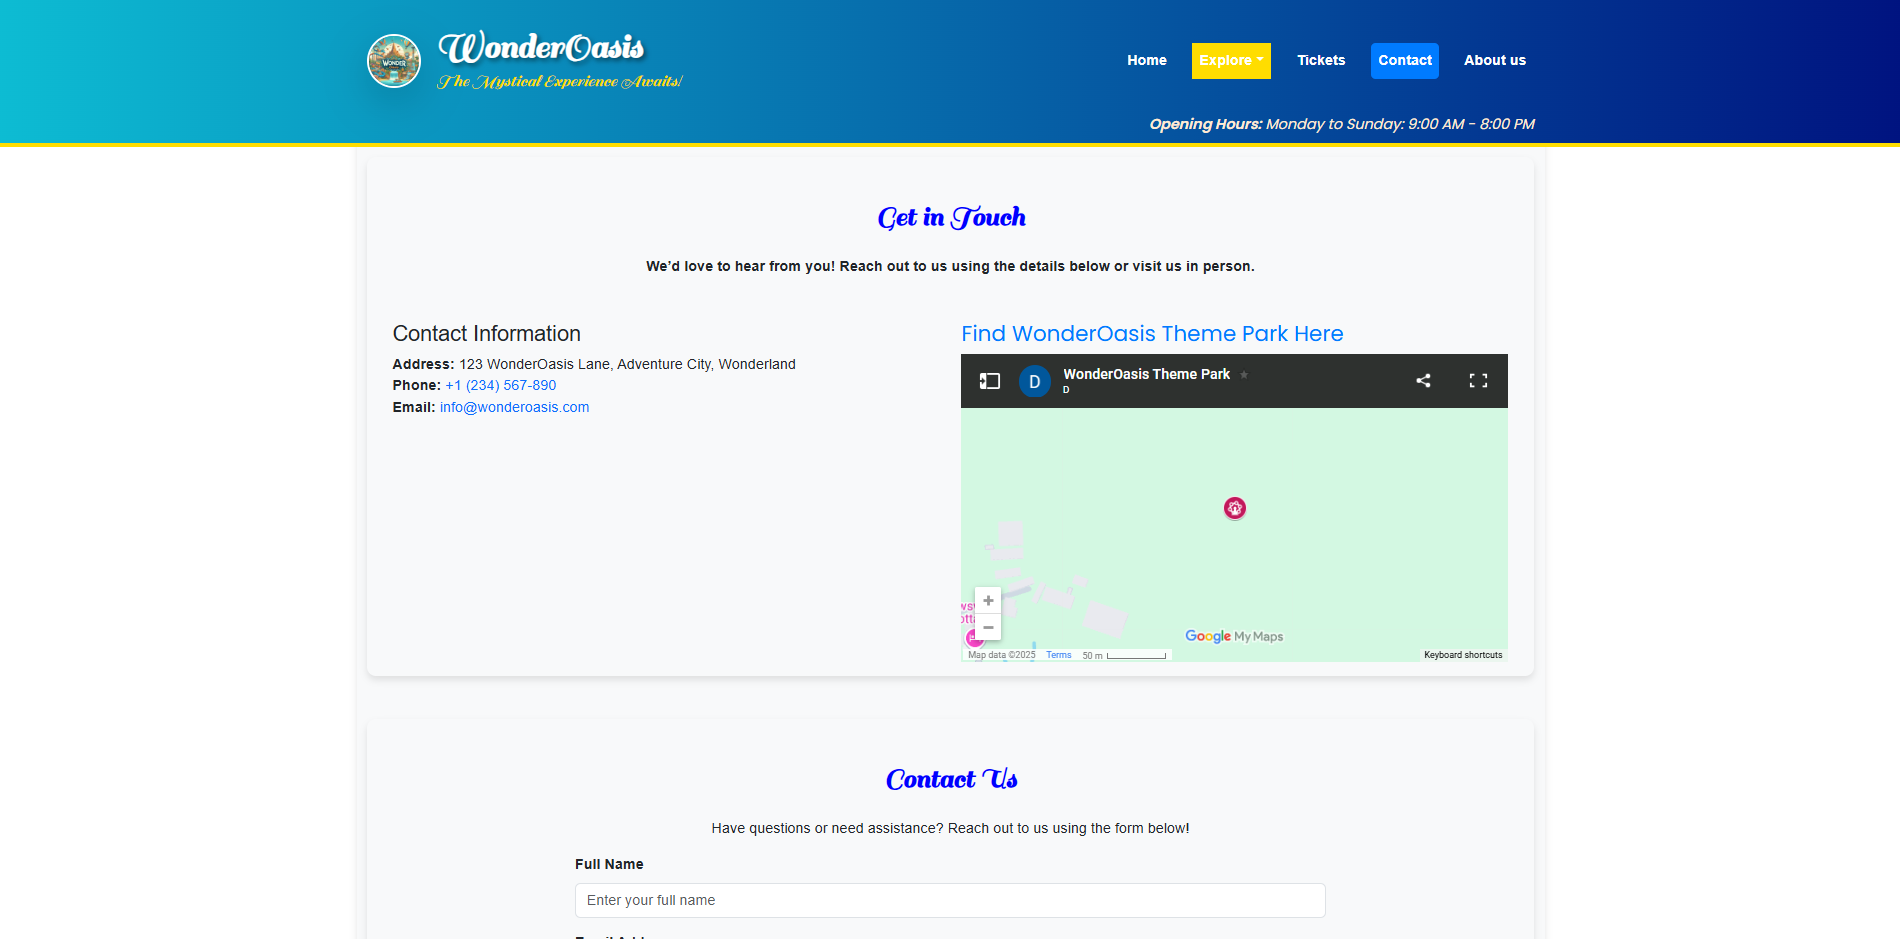 WONDER
WonderOasis
The Mystical Experience Awaits!
Home
Explore
Tickets
Contact
About us
Opening Hours: Monday to Sunday: 9:00 AM - 8:00 PM
Get in Touch
We’d love to hear from you! Reach out to us using the details below or visit us in person.
Contact Information
Address: 123 WonderOasis Lane, Adventure City, Wonderland
Phone: +1 (234) 567-890
Email: info@wonderoasis.com
Find WonderOasis Theme Park Here
D
WonderOasis Theme Park
D
+
−
Google My Maps
Map data ©2025
Terms
50 m
Keyboard shortcuts
Contact Us
Have questions or need assistance? Reach out to us using the form below!
Full Name
Enter your full name